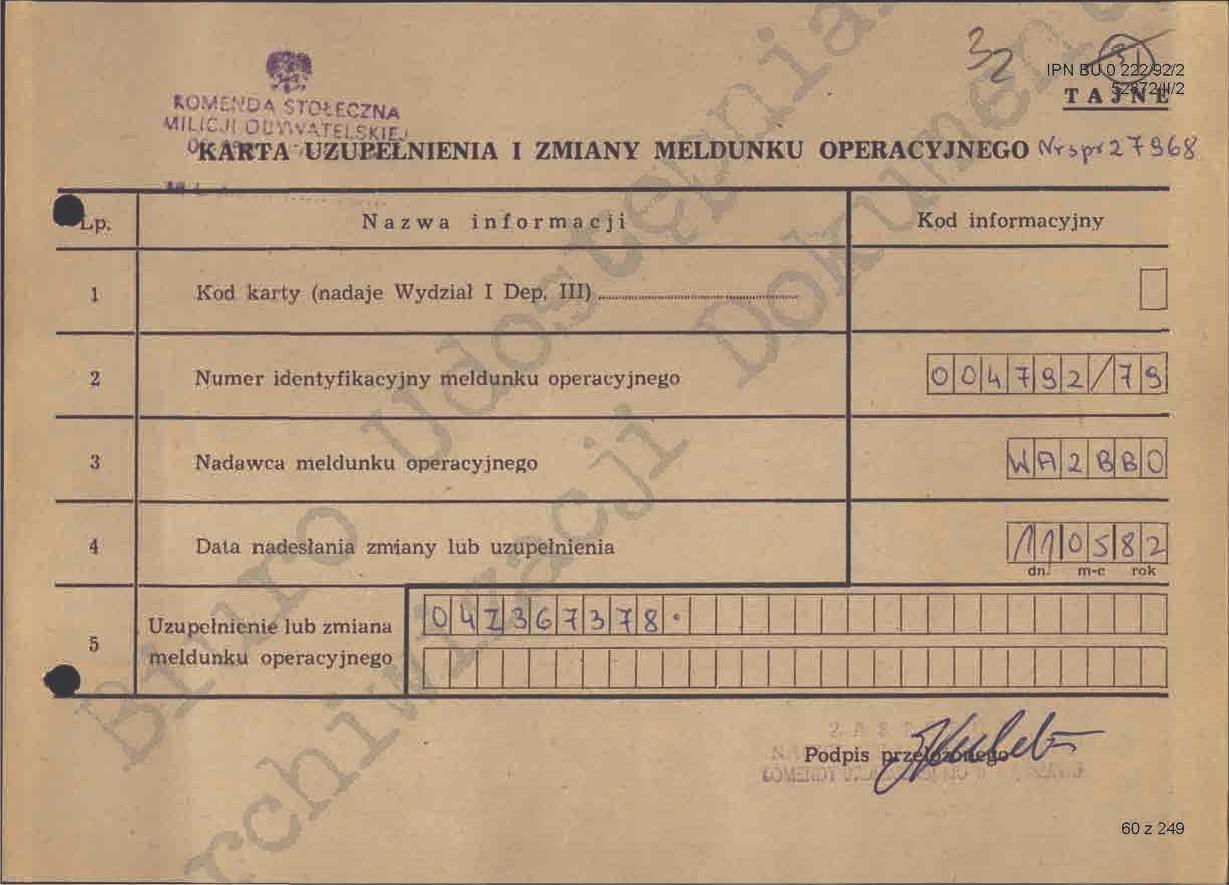 32
31
IPN BU 0 222/92/2
52872/II/2
TAJNE
KOMENDA STOŁECZNA
MILICJI OBYWATELSKIEJ
KARTA UZUPEŁNIENIA I ZMIANY MELDUNKU OPERACYJNEGO Nr spr 27968
Lp. Nazwa informacji Kod informacyjny
1 Kod karty (nadaje Wydział I Dep. III)
2 Numer identyfikacyjny meldunku operacyjnego 004792/79
3 Nadawca meldunku operacyjnego WA2BB0
4 Data nadesłania zmiany lub uzupełnienia 110582
dn. m-c rok
5 Uzupełnienie lub zmiana meldunku operacyjnego 04Z367378.
Podpis przełożonego
60 z 249
Biuro Udostępniania
Archiwizacji Dokumentów